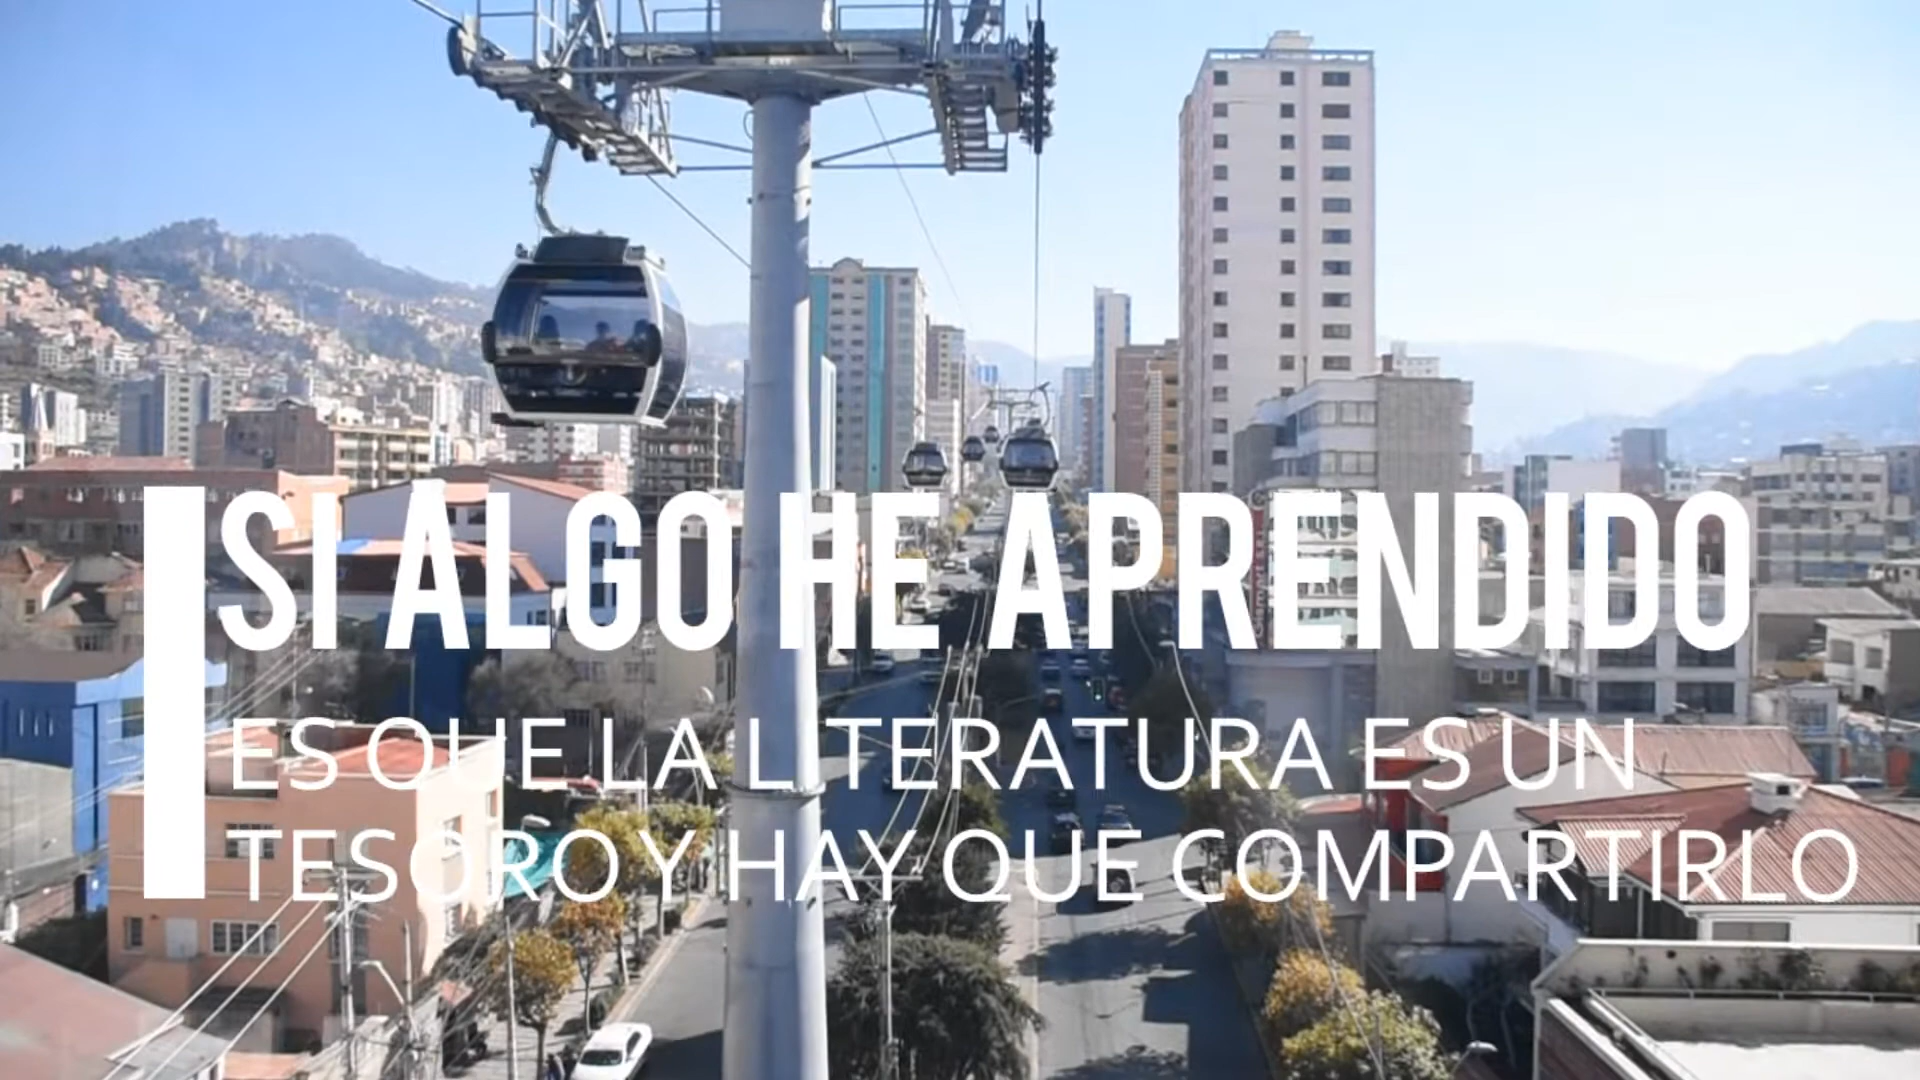 SI ALGO HE APRENDIDO
ES QUE LA LITERATURA ES UN
TESORO Y HAY QUE COMPARTIRLO